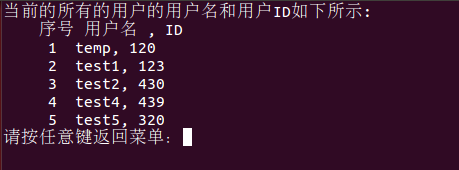 当前的所有的用户的用户名和用户ID如下所示:
序号 用户名 , ID
1 temp, 120
2 test1, 123
3 test2, 430
4 test4, 439
5 test5, 320
请按任意键返回菜单: